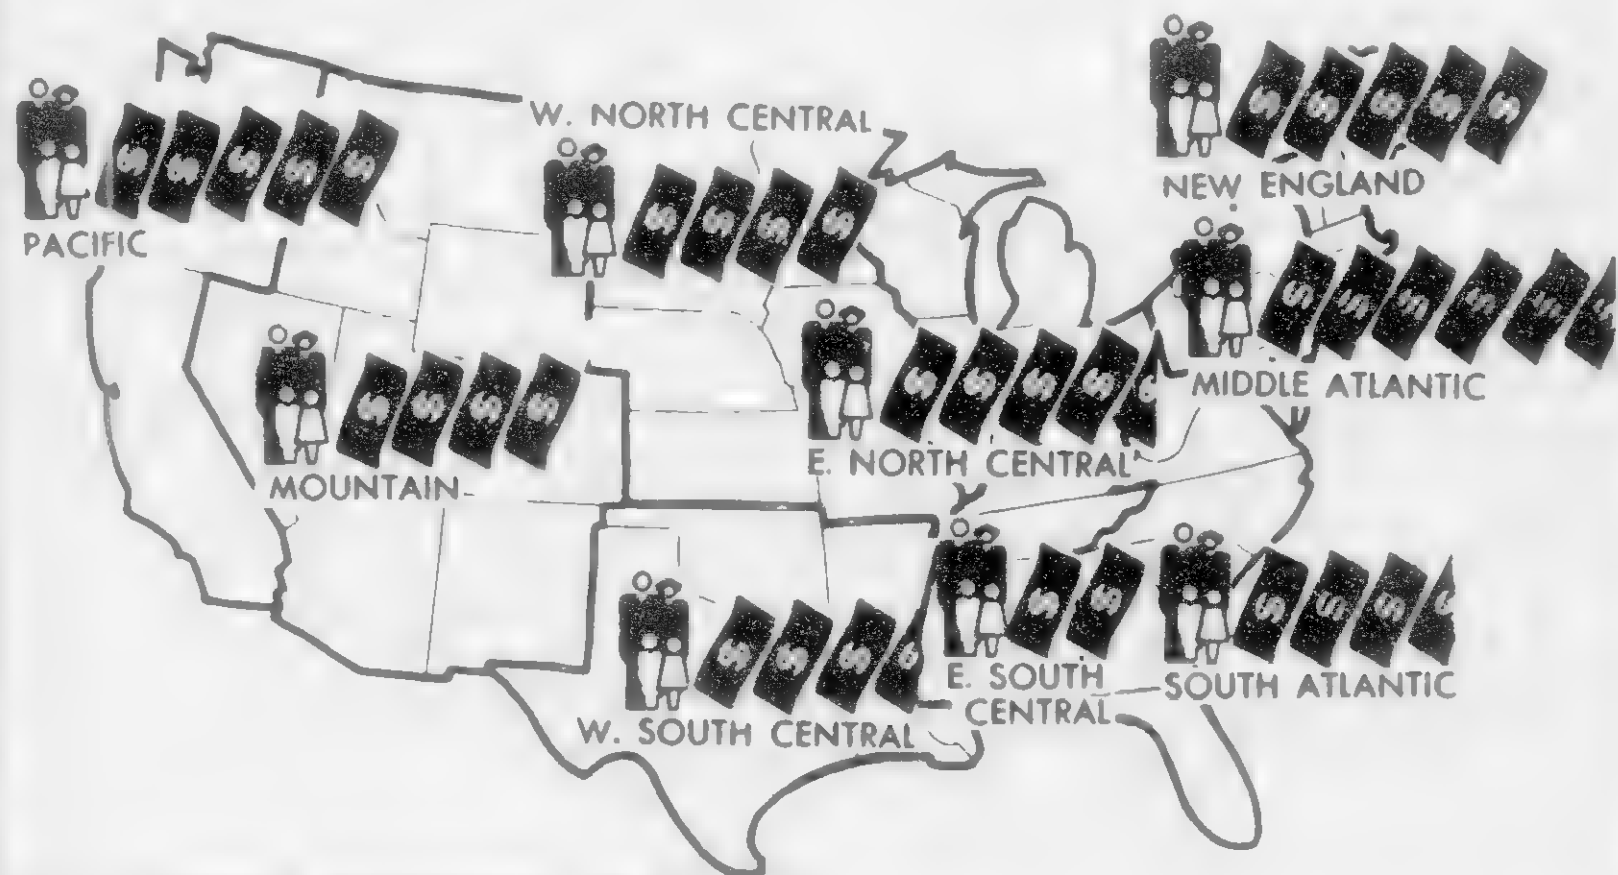 W. NORTH CENTRAL
NEW ENGLAND
PACIFIC
MIDDLE ATLANTIC
E. NORTH CENTRAL
MOUNTAIN
E. SOUTH
CENTRAL
SOUTH ATLANTIC
W. SOUTH CENTRAL